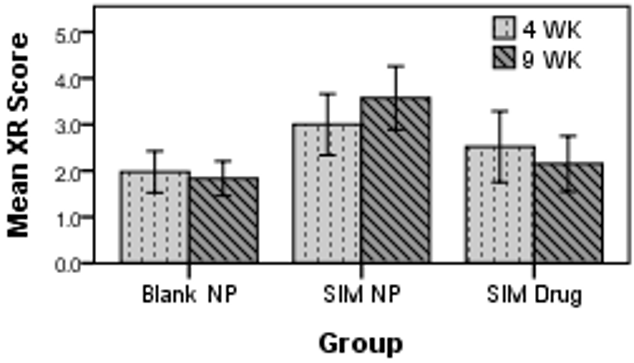 4 WK
9 WK
5.0
4.0
3.0
2.0
1.0
0.0
Mean XR Score
Blank NP SIM NP SIM Drug
Group